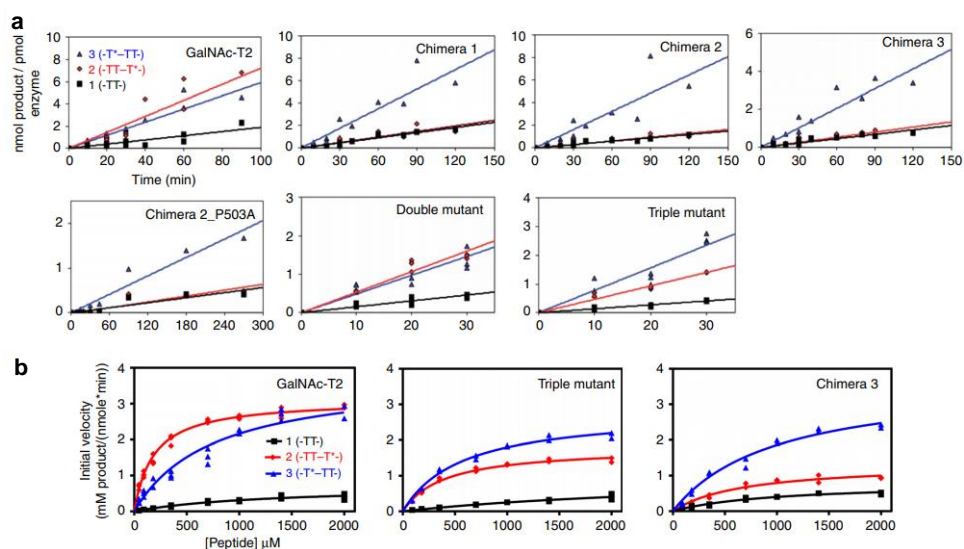 a
GalNAc-T2
3 (-T*–TT-)
2 (-TT–T*-)
1 (-TT-)
nmol product/ pmol
enzyme
10
8
6
4
2
0
0 20 40 60 80 100
Time (min)
Chimera 1
10
8
6
4
2
0
0 30 60 90 120 150
Chimera 2
10
8
6
4
2
0
0 30 60 90 120 150
Chimera 3
10
8
6
4
2
0
0 30 60 90 120 150
Chimera 2_P503A
2
1
0
0 60 120 180 240 300
Double mutant
3
2
1
0
0 10 20 30
Triple mutant
4
3
2
1
0
0 10 20 30
b
Initial velocity
(mM product/(nmole*min))
GalNAc-T2
4
3
2
1
0
1 (-TT-)
2 (-TT–T*-)
3 (-T*–TT-)
0 500 1000 1500 2000
[Peptide] µM
Triple mutant
4
3
2
1
0
0 500 1000 1500 2000
Chimera 3
4
3
2
1
0
0 500 1000 1500 2000